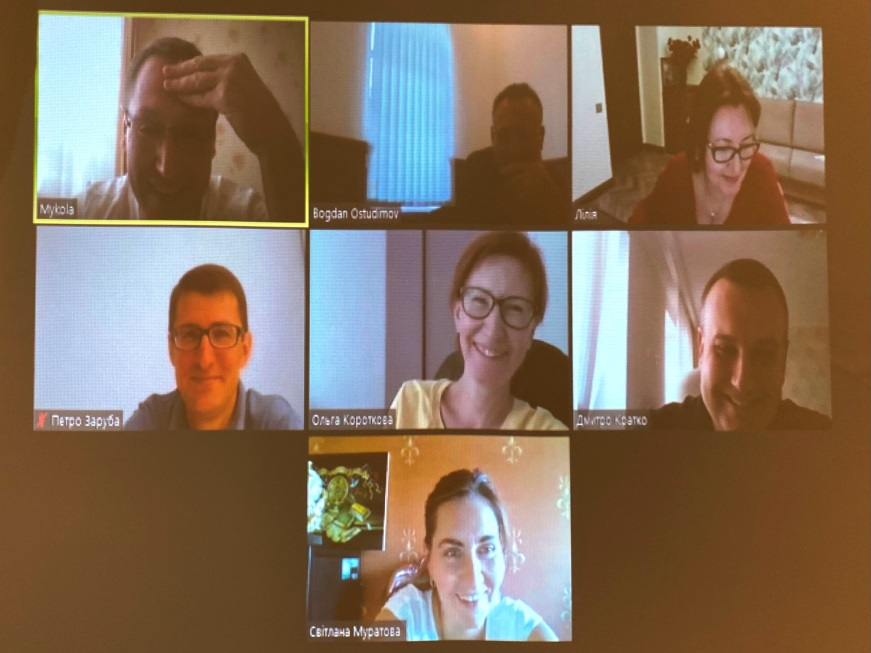 Mykola
Bogdan Ostudimov
Лілія
Петро Заруба
Ольга Короткова
Дмитро Кратко
Світлана Муратова